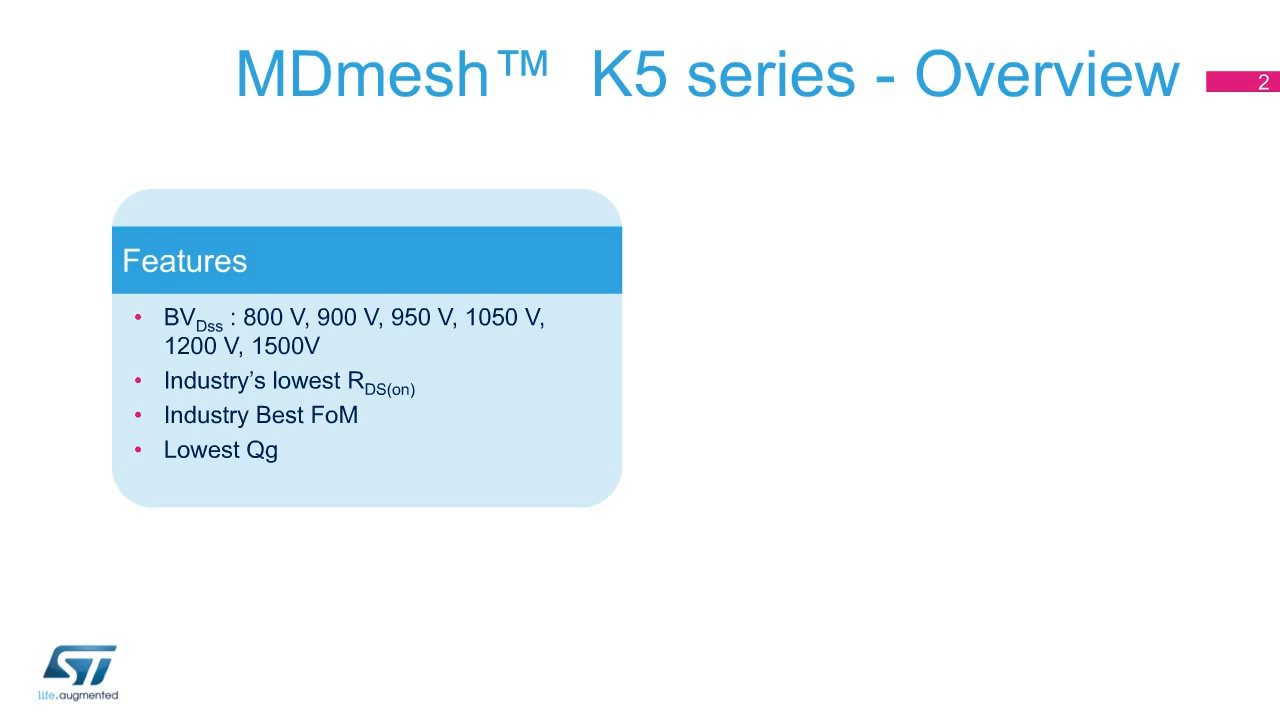 MDmesh™ K5 series - Overview
2
Features
• BVDss : 800 V, 900 V, 950 V, 1050 V,
1200 V, 1500V
• Industry’s lowest RDS(on)
• Industry Best FoM
• Lowest Qg
ST
life.augmented